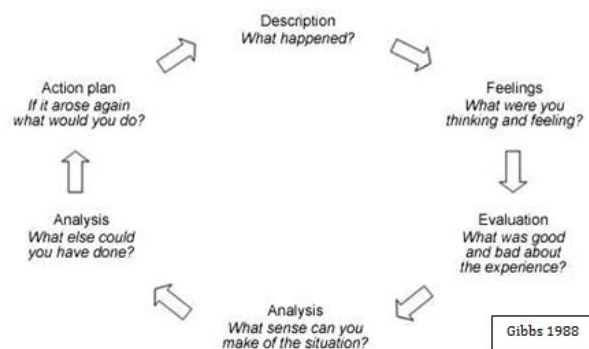 Description
What happened?
Feelings
What were you
thinking and feeling?
Evaluation
What was good
and bad about
the experience?
Analysis
What sense can you
make of the situation?
Analysis
What else could
you have done?
Action plan
If it arose again
what would you do?
Gibbs 1988